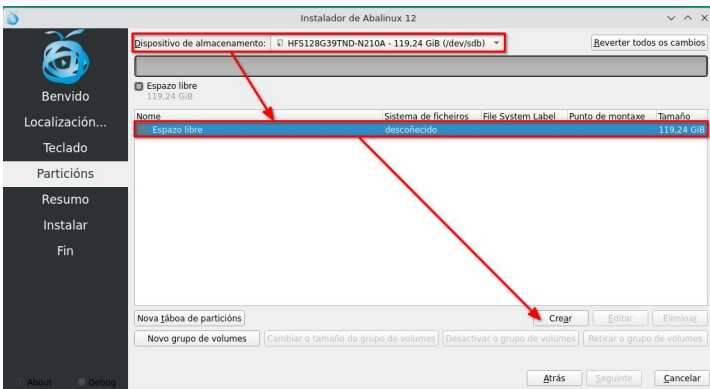 Instalador de Abalinux 12
Dispositivo de almacenamento: HFS128G39TND-N210A - 119,24 GiB (/dev/sdb)
Reverter todos os cambios
Espazo libre
119,24 GiB
Benvido
Localización...
Teclado
Particións
Resumo
Instalar
Fin
Nome Sistema de ficheiros File System Label Punto de montaxe Tamaño
Espazo libre descoñecido 119,24 GiB
Nova táboa de particións Crear Editar Eliminar
Novo grupo de volumes Cambiar o tamaño do grupo de volumes Desactivar o grupo de volumes Retirar o grupo de volumes
About Debug
Atrás Seguinte Cancelar